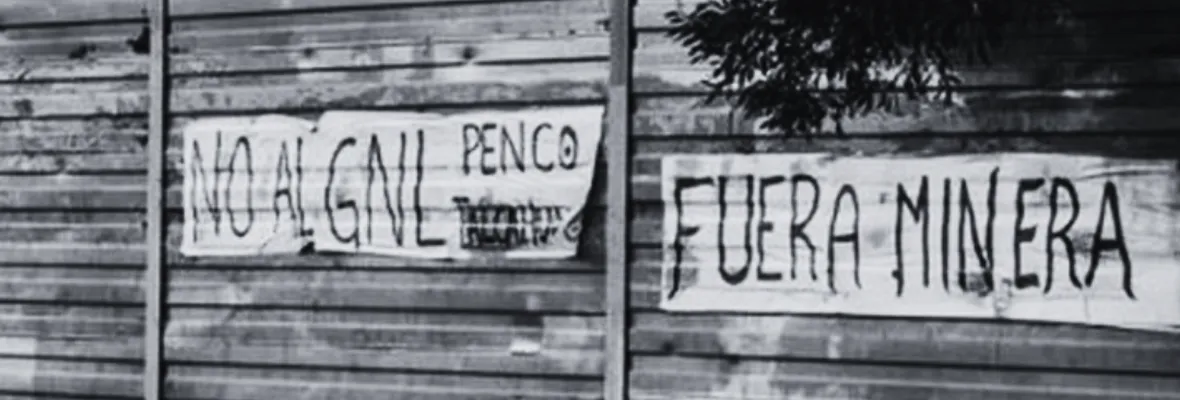 NO AL GNL
PENCO
FUERA MINERA